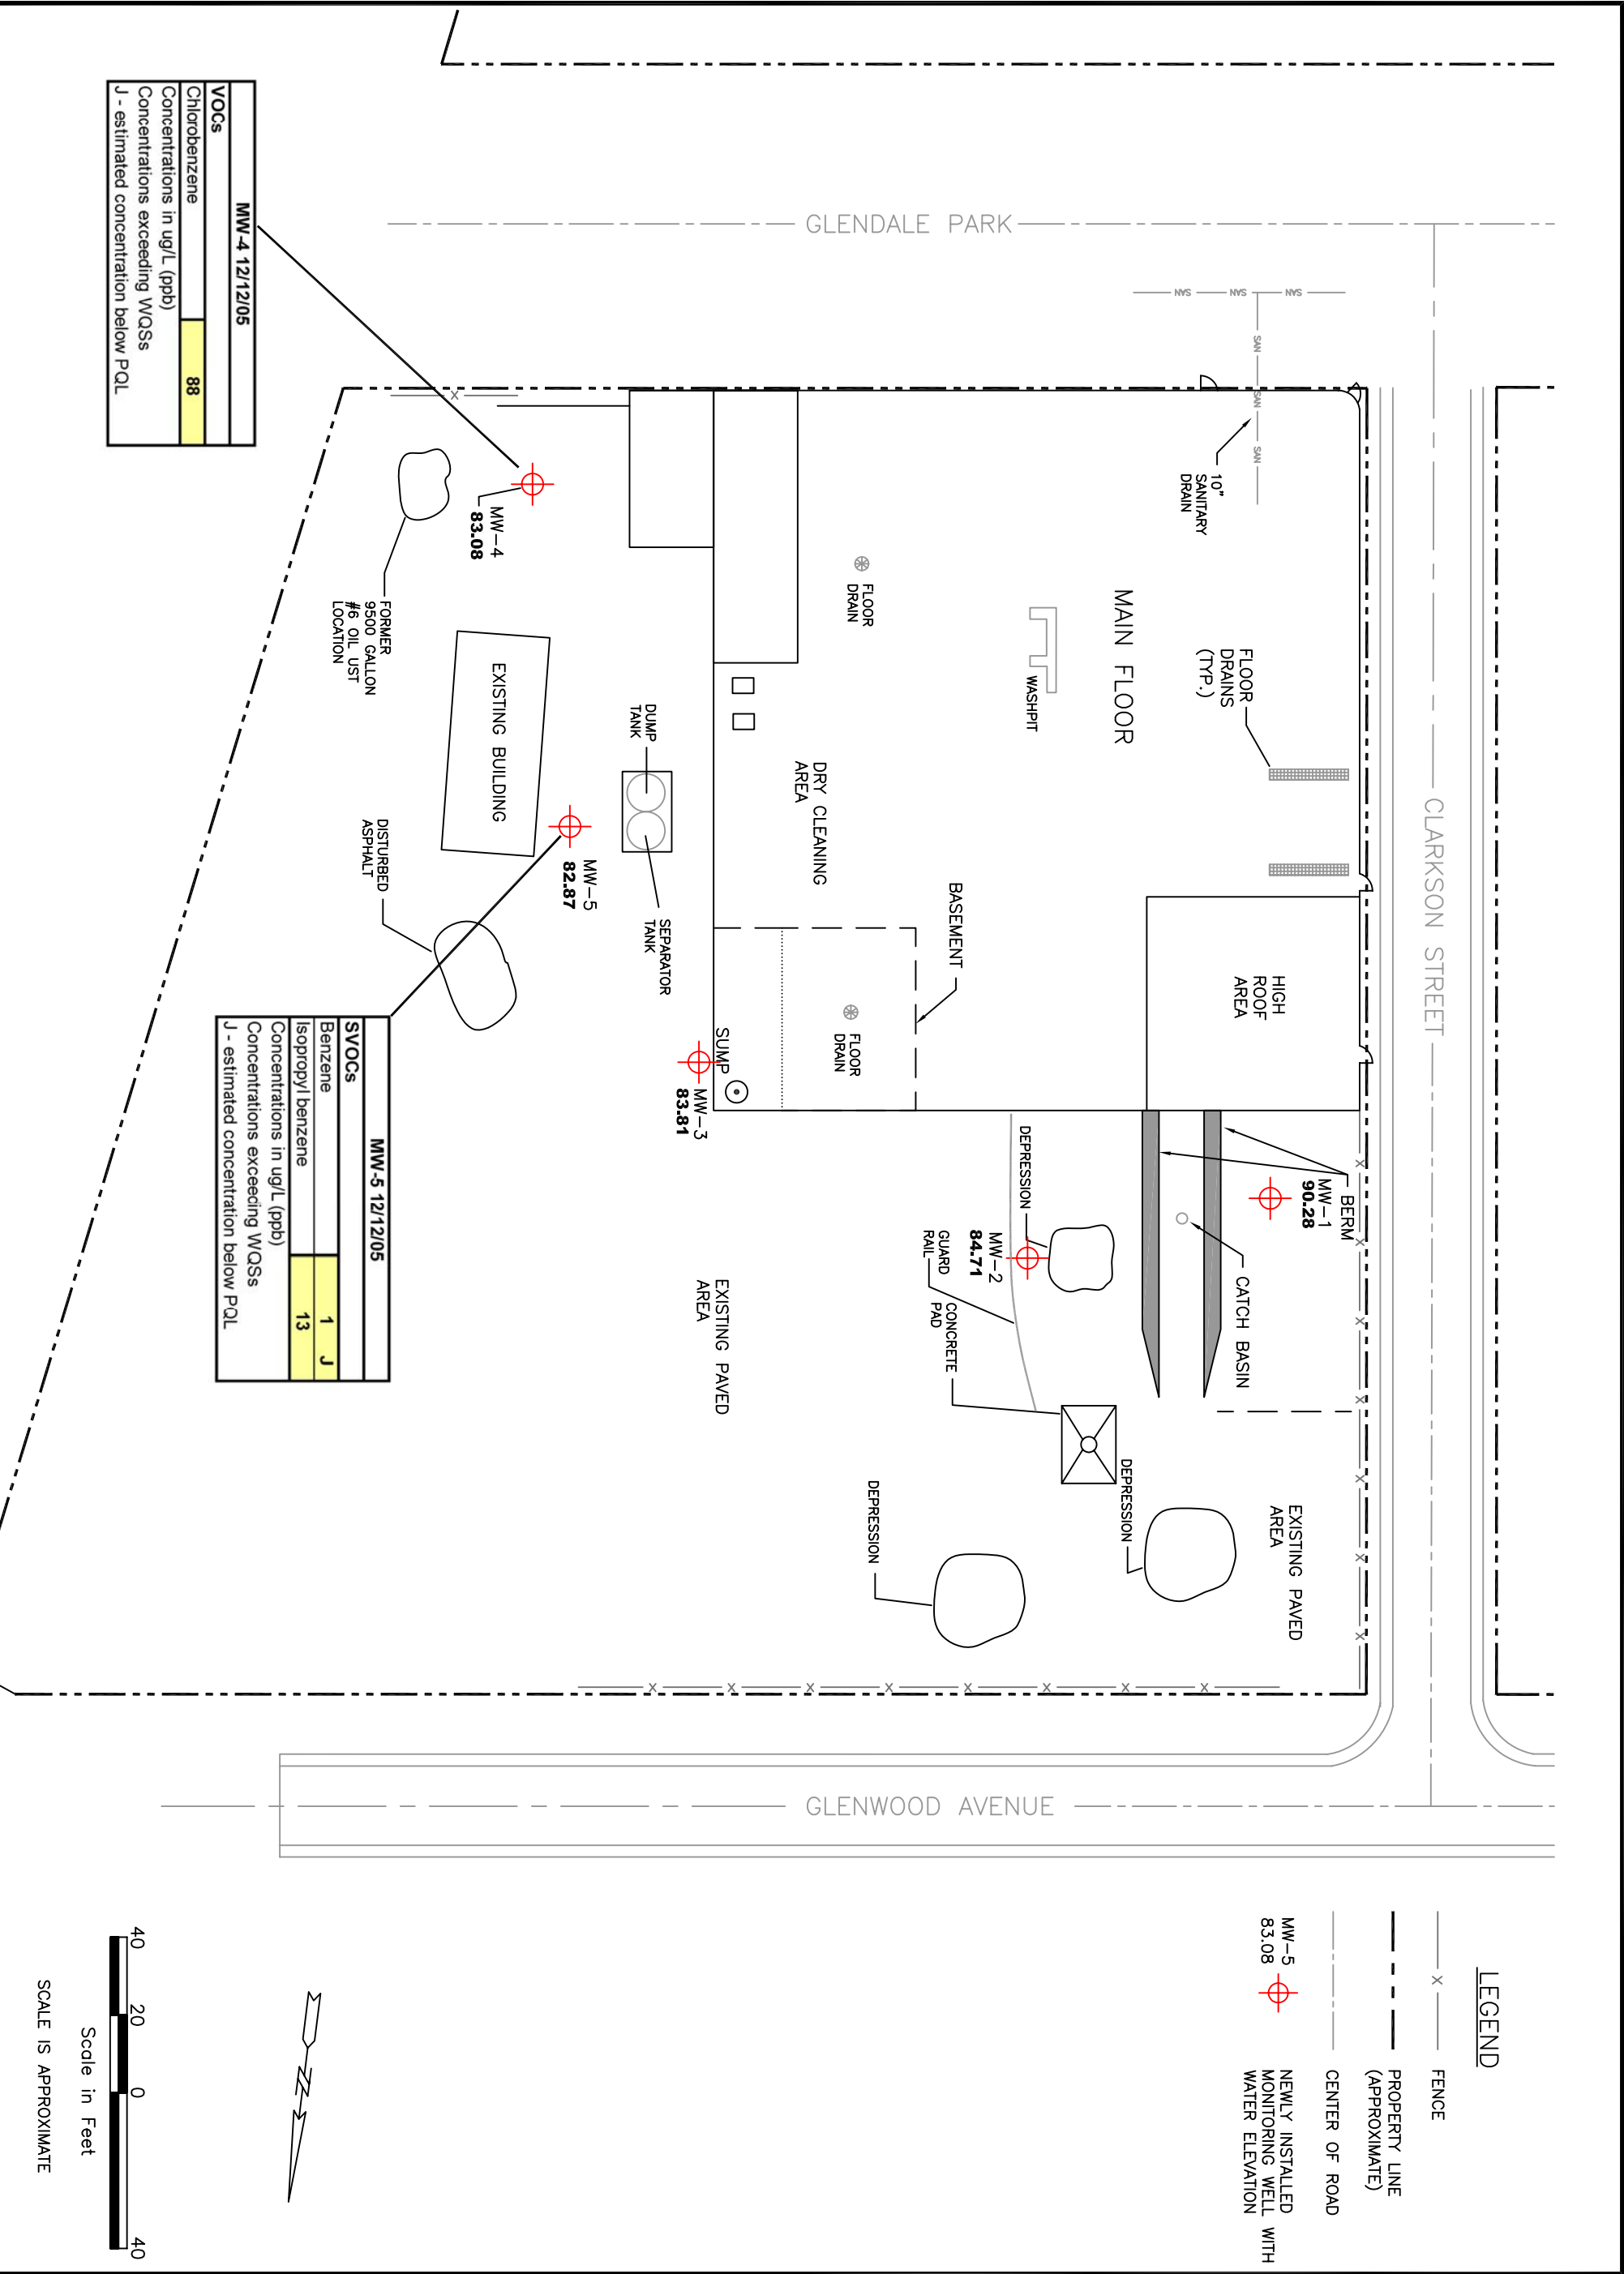 GLENDALE PARK
CLARKSON STREET
GLENWOOD AVENUE
SAN
SAN
SAN
SAN
SAN
SAN
10"
SANITARY
DRAIN
MAIN FLOOR
FLOOR
DRAINS
(TYP.)
WASHPIT
FLOOR
DRAIN
DRY CLEANING
AREA
BASEMENT
HIGH
ROOF
AREA
FLOOR
DRAIN
SUMP
DUMP
TANK
SEPARATOR
TANK
EXISTING BUILDING
FORMER
9500 GALLON
#6 OIL UST
LOCATION
DISTURBED
ASPHALT
MW-4
83.08
MW-5
82.87
MW-3
83.81
MW-2
84.71
MW-1
90.28
BERM
CATCH BASIN
DEPRESSION
GUARD
RAIL
CONCRETE
PAD
DEPRESSION
DEPRESSION
EXISTING PAVED
AREA
EXISTING PAVED
AREA
MW-4 12/12/05
VOCs
Chlorobenzene 88
Concentrations in ug/L (ppb)
Concentrations exceeding WQSs
J - estimated concentration below PQL
MW-5 12/12/05
SVOCs
Benzene 1 J
Isopropyl benzene 13
Concentrations in ug/L (ppb)
Concentrations exceeding WQSs
J - estimated concentration below PQL
LEGEND
X FENCE
PROPERTY LINE
(APPROXIMATE)
CENTER OF ROAD
MW-5
83.08
NEWLY INSTALLED
MONITORING WELL WITH
WATER ELEVATION
N
40 20 0 40
Scale in Feet
SCALE IS APPROXIMATE